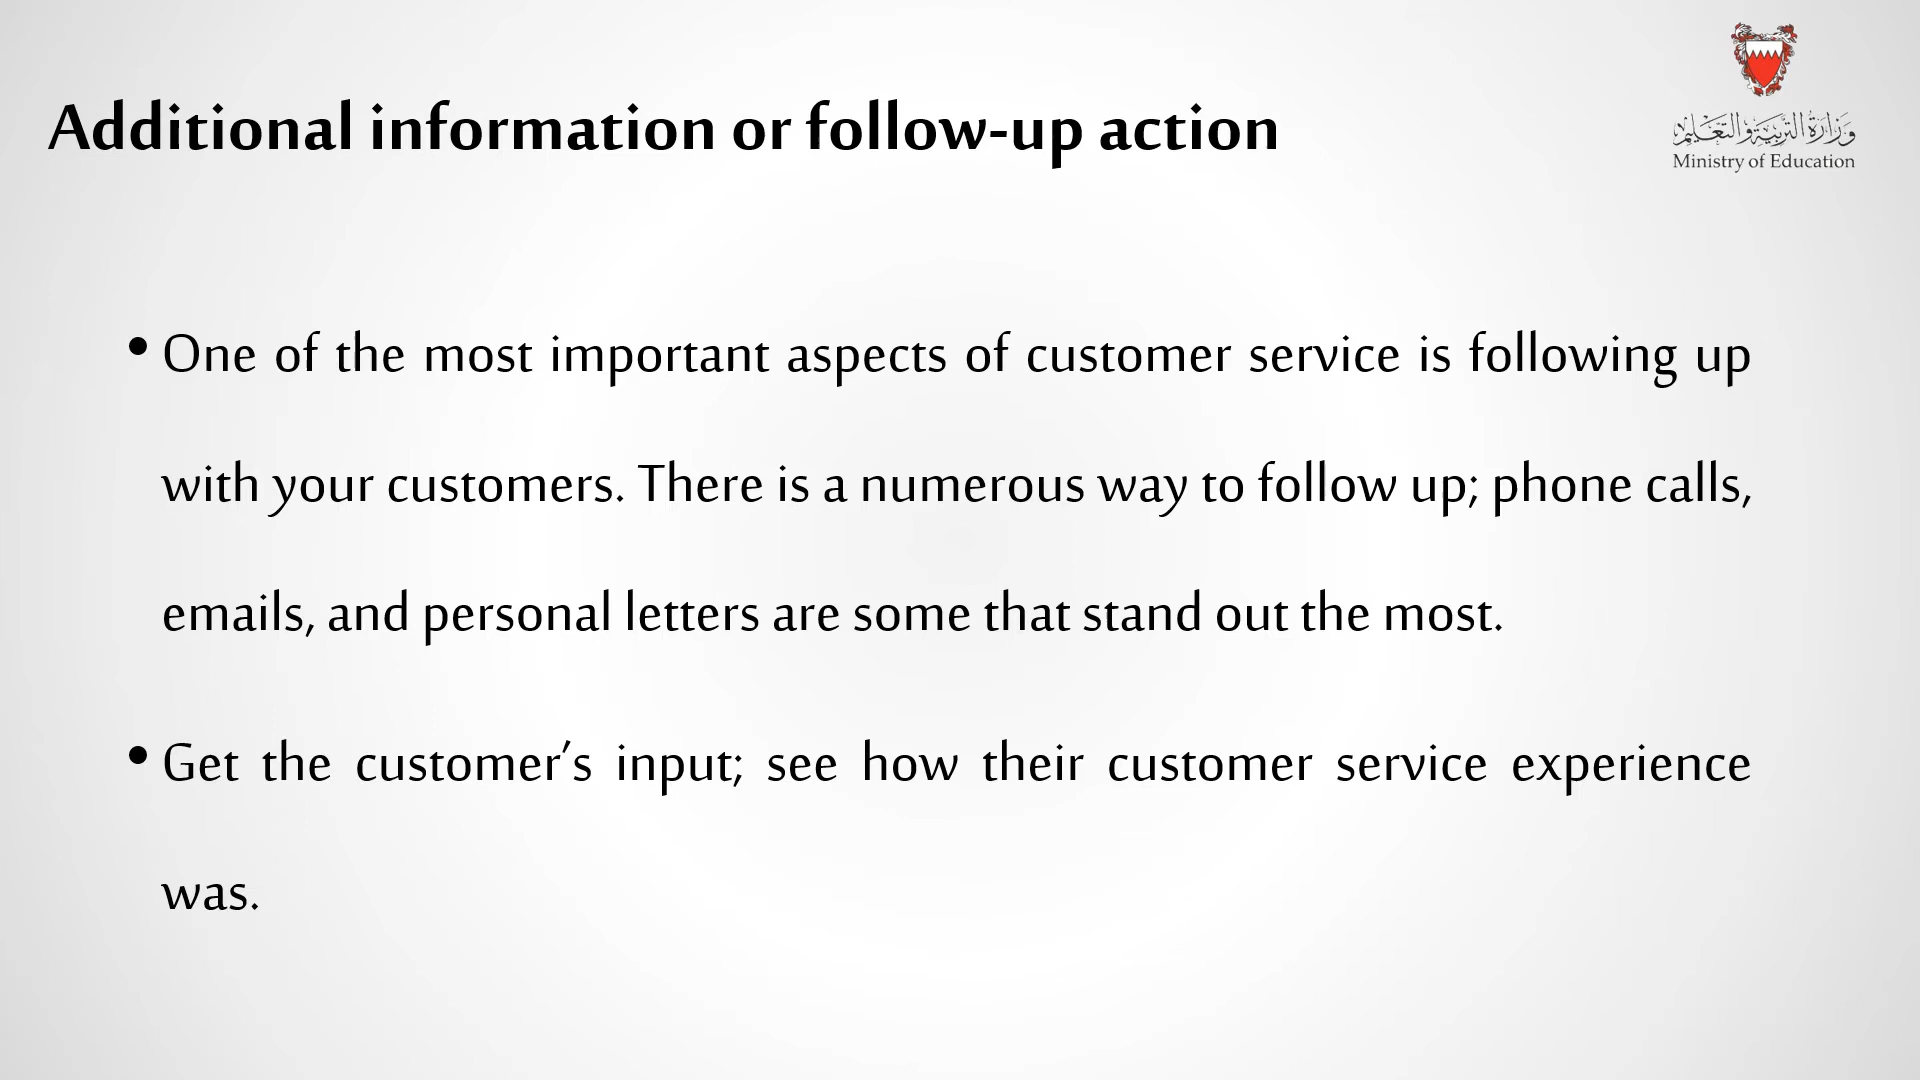 Additional information or follow-up action
وزارة التربية والتعليم
Ministry of Education
• One of the most important aspects of customer service is following up
with your customers. There is a numerous way to follow up; phone calls,
emails, and personal letters are some that stand out the most.
• Get the customer’s input; see how their customer service experience
was.